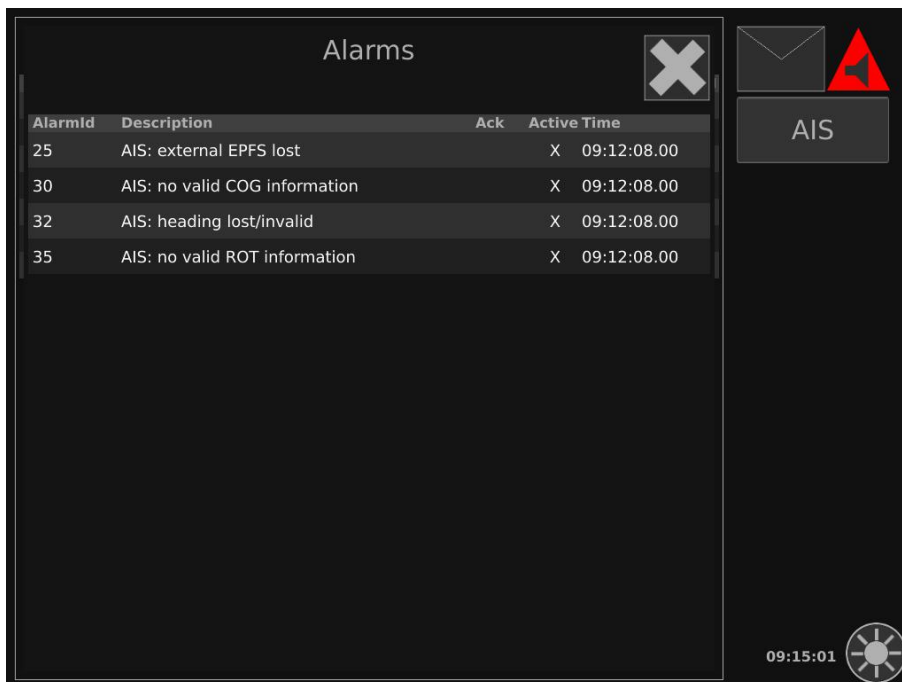 Alarms
AlarmId Description Ack Active Time
25 AIS: external EPFS lost X 09:12:08.00
30 AIS: no valid COG information X 09:12:08.00
32 AIS: heading lost/invalid X 09:12:08.00
35 AIS: no valid ROT information X 09:12:08.00
AIS
09:15:01